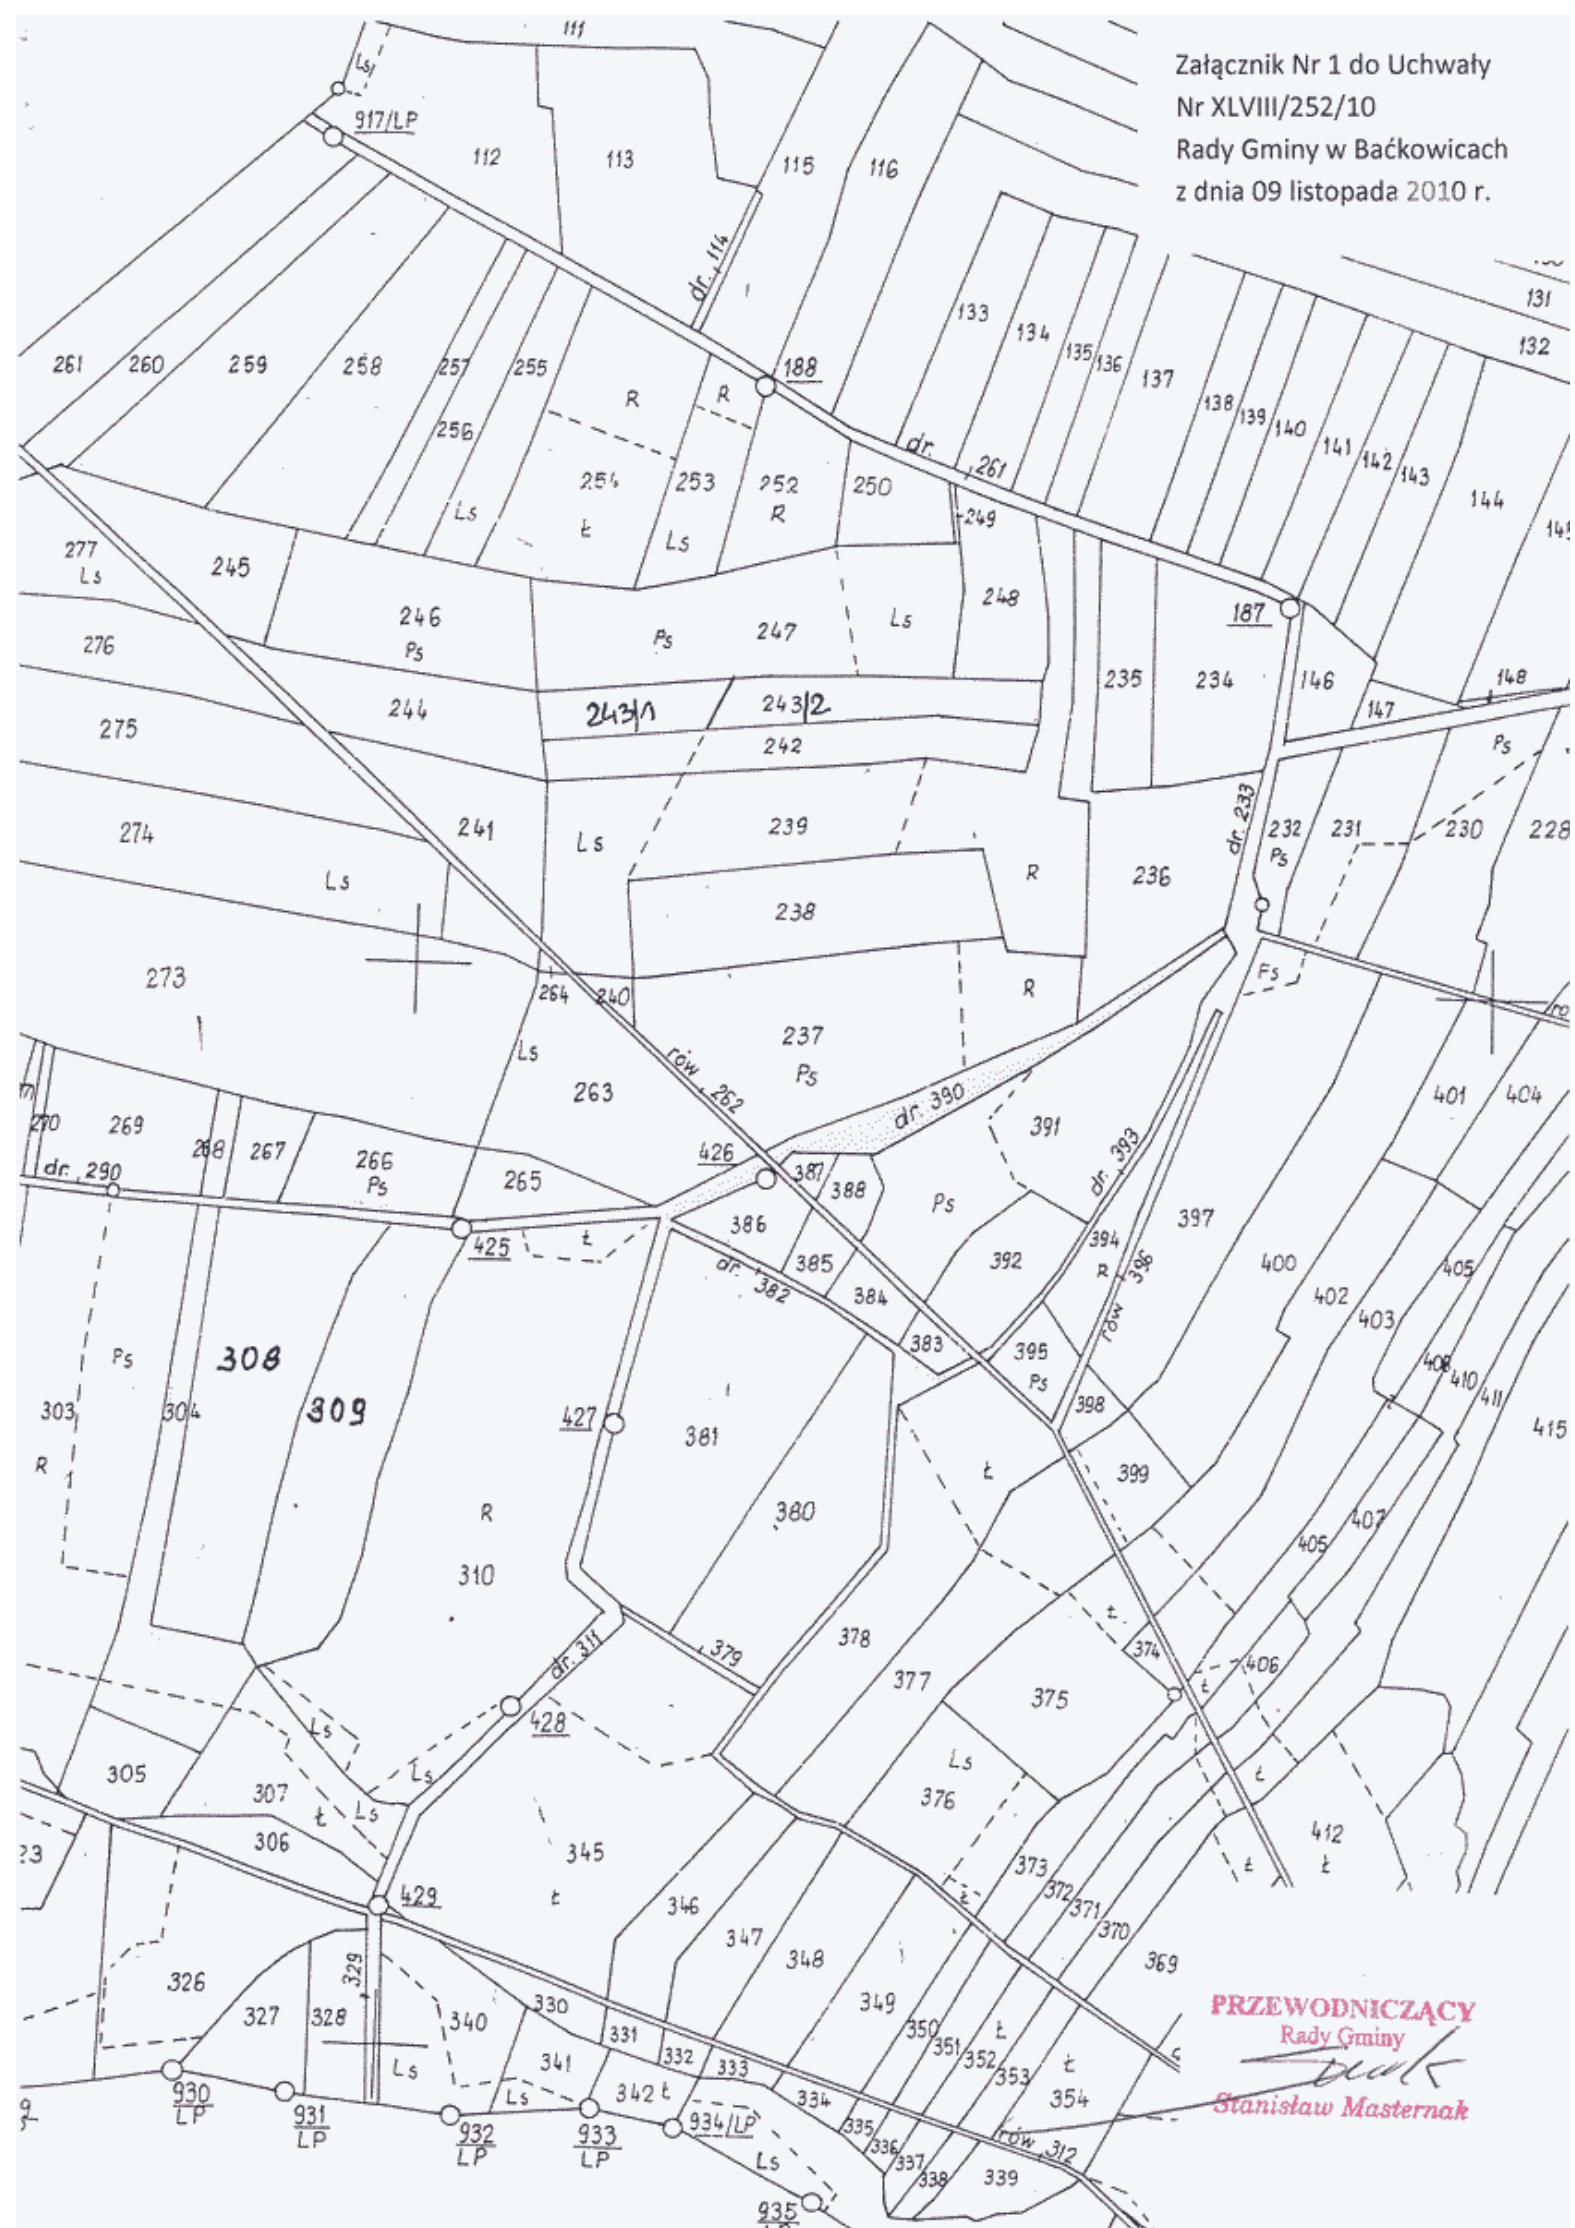 Załącznik Nr 1 do Uchwały
Nr XLVIII/252/10
Rady Gminy w Baćkowicach
z dnia 09 listopada 2010 r.
111
Ls
917/LP
112
113
115
116
dr. 114
131
132
133
134
135
136
137
138
139
140
141
142
143
144
145
261
260
259
258
257
255
256
R
R
188
dr. 261
254
253
252
250
249
Ls
Ł
Ls
R
277
Ls
245
246
Ps
247
Ps
Ls
248
187
235
234
146
147
148
276
275
244
243/1
243/2
242
Ps
274
241
Ls
239
R
236
dr. 233
232
Ps
231
230
228
Ls
238
273
264
240
237
Ps
R
Ls
263
rów 262
dr. 390
391
dr. 393
401
404
270
269
268
267
266
Ps
265
426
387
388
Ps
dr. 290
425
Ł
386
385
384
dr. 382
392
394
R
rów 396
397
400
402
405
403
383
395
Ps
398
399
408
410
411
415
Ps
308
309
303
304
R
427
381
380
Ł
R
310
405
407
378
377
379
Ł
374
406
Ł
375
dr. 311
428
Ls
Ls
Ls
305
307
Ł
306
345
Ł
Ls
376
Ł
412
Ł
Ł
429
346
347
348
349
373
372
371
370
369
Ł
326
327
328
329
340
330
331
332
333
334
335
336
337
338
339
341
342
Ł
350
351
352
353
354
Ł
Ł
rów 312
Ls
Ls
Ls
930
LP
931
LP
932
LP
933
LP
934/LP
935
PRZEWODNICZĄCY
Rady Gminy
Stanisław Masternak